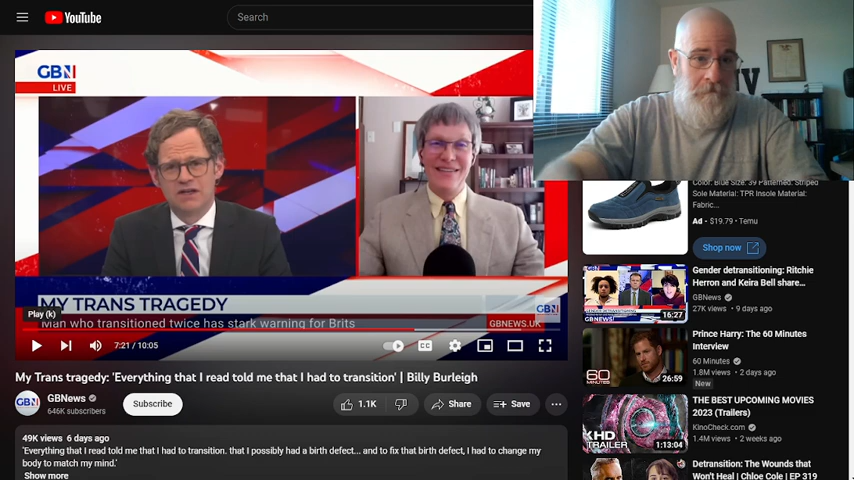 YouTube
Search
GBN
LIVE
MY TRANS TRAGEDY
Play (k)
Man who transitioned twice has stark warning for Brits
GBN
GBNEWS.UK
7:21 / 10:05
CC
My Trans tragedy: 'Everything that I read told me that I had to transition' | Billy Burleigh
GBNews
646K subscribers
Subscribe
1.1K
Share
Save
49K views 6 days ago
'Everything that I read told me that I had to transition. that I possibly had a birth defect... and to fix that birth defect, I had to change my
body to match my mind.'
Show more
Color: Blue Size: 39 Patterned: Striped
Sole Material: TPR Insole Material:
Fabric...
Ad • $19.79 • Temu
Shop now
GBNEWS
16:27
Gender detransitioning: Ritchie
Herron and Keira Bell share...
GBNews
27K views • 9 days ago
60
MINUTES
26:59
Prince Harry: The 60 Minutes
Interview
60 Minutes
1.8M views • 2 days ago
New
KHD
TRAILER
1:13:04
THE BEST UPCOMING MOVIES
2023 (Trailers)
KinoCheck.com
1.4M views • 2 weeks ago
Detransition: The Wounds that
Won't Heal | Chloe Cole | EP 319